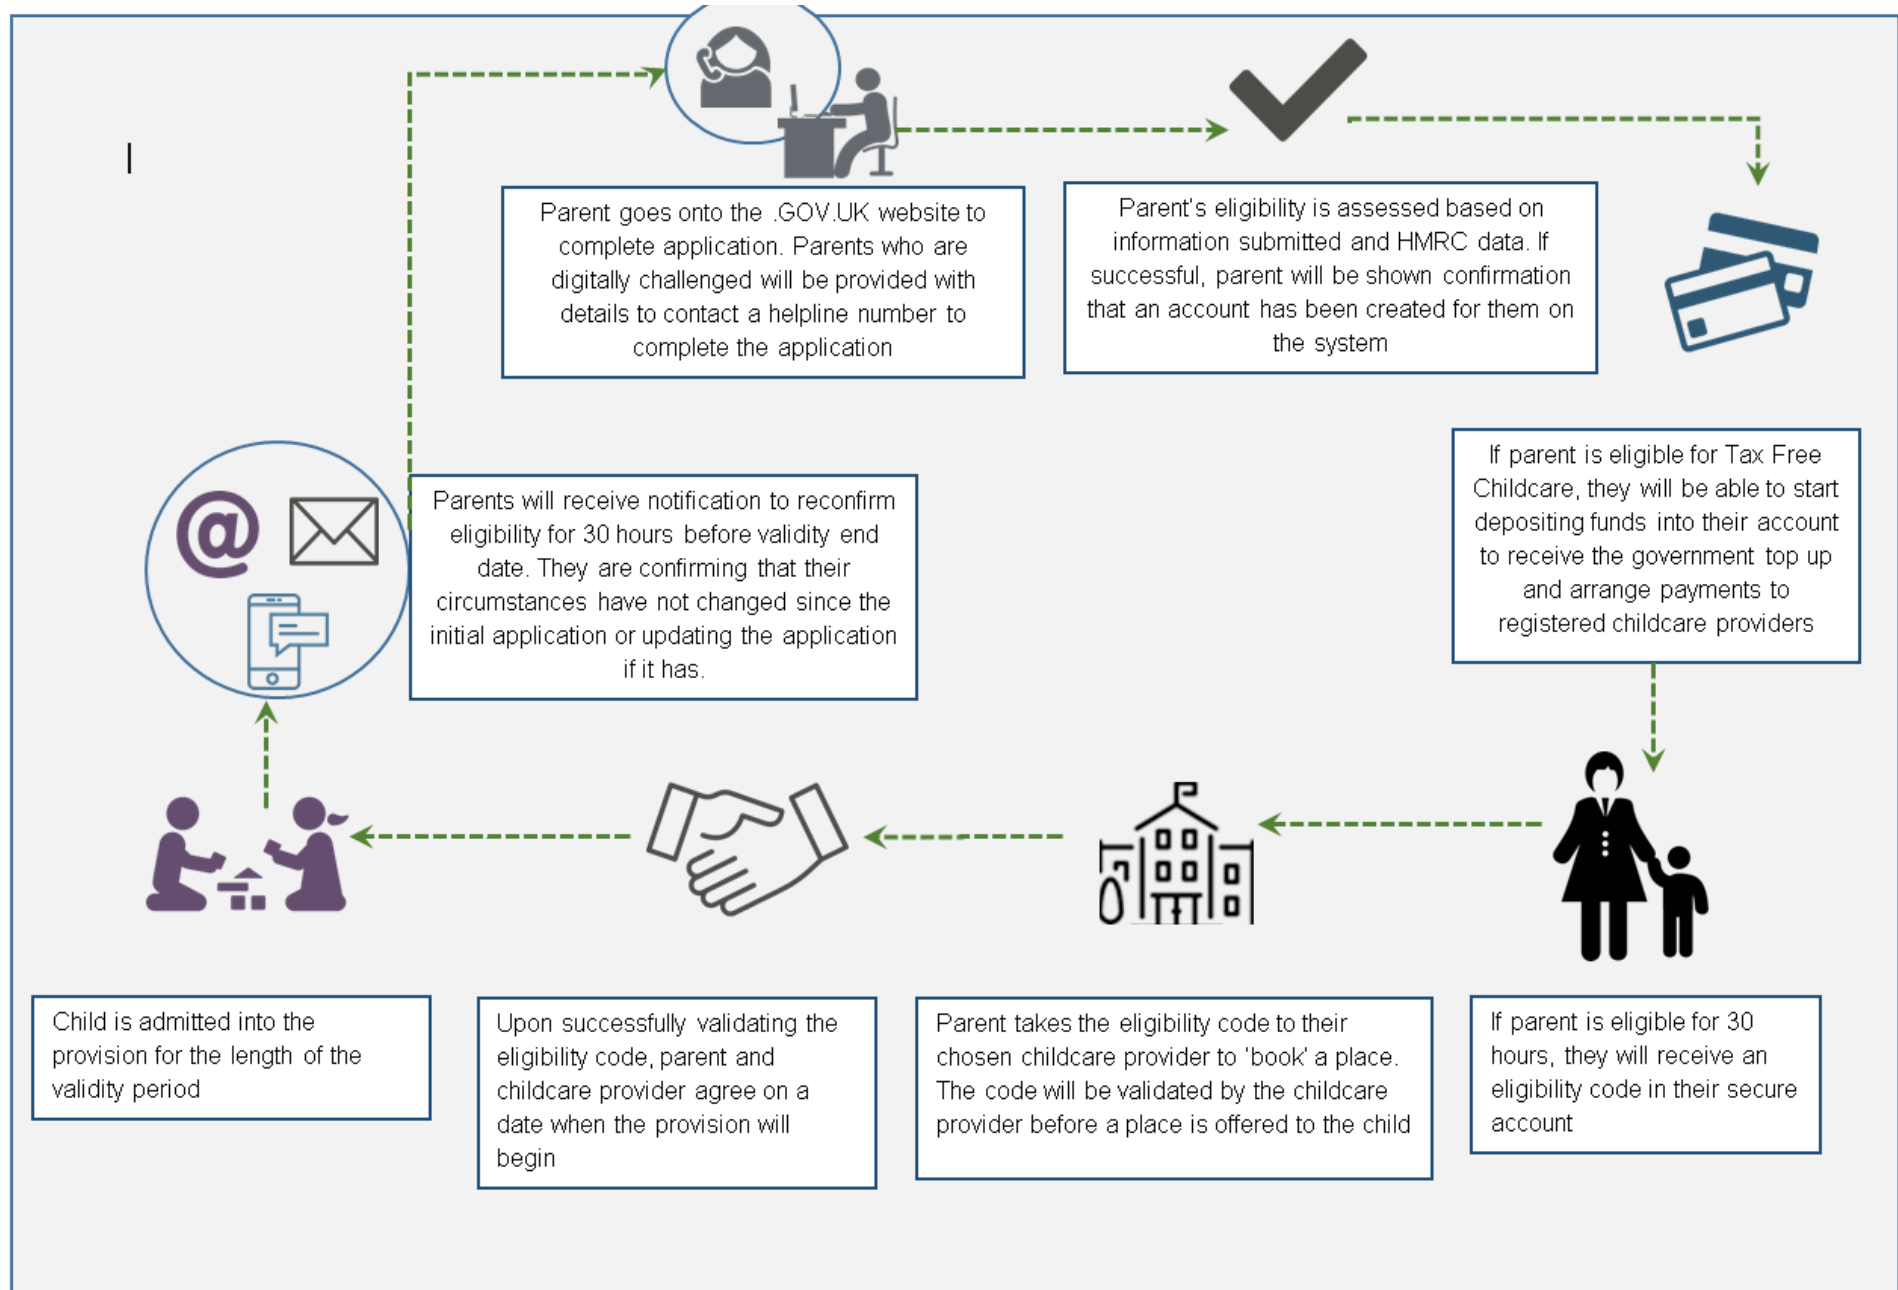 Parent goes onto the .GOV.UK website to
complete application. Parents who are
digitally challenged will be provided with
details to contact a helpline number to
complete the application
Parent's eligibility is assessed based on
information submitted and HMRC data. If
successful, parent will be shown confirmation
that an account has been created for them on
the system
If parent is eligible for Tax Free
Childcare, they will be able to start
depositing funds into their account
to receive the government top up
and arrange payments to
registered childcare providers
If parent is eligible for 30
hours, they will receive an
eligibility code in their secure
account
Parent takes the eligibility code to their
chosen childcare provider to 'book' a place.
The code will be validated by the childcare
provider before a place is offered to the child
Upon successfully validating the
eligibility code, parent and
childcare provider agree on a
date when the provision will
begin
Child is admitted into the
provision for the length of the
validity period
@
Parents will receive notification to reconfirm
eligibility for 30 hours before validity end
date. They are confirming that their
circumstances have not changed since the
initial application or updating the application
if it has.